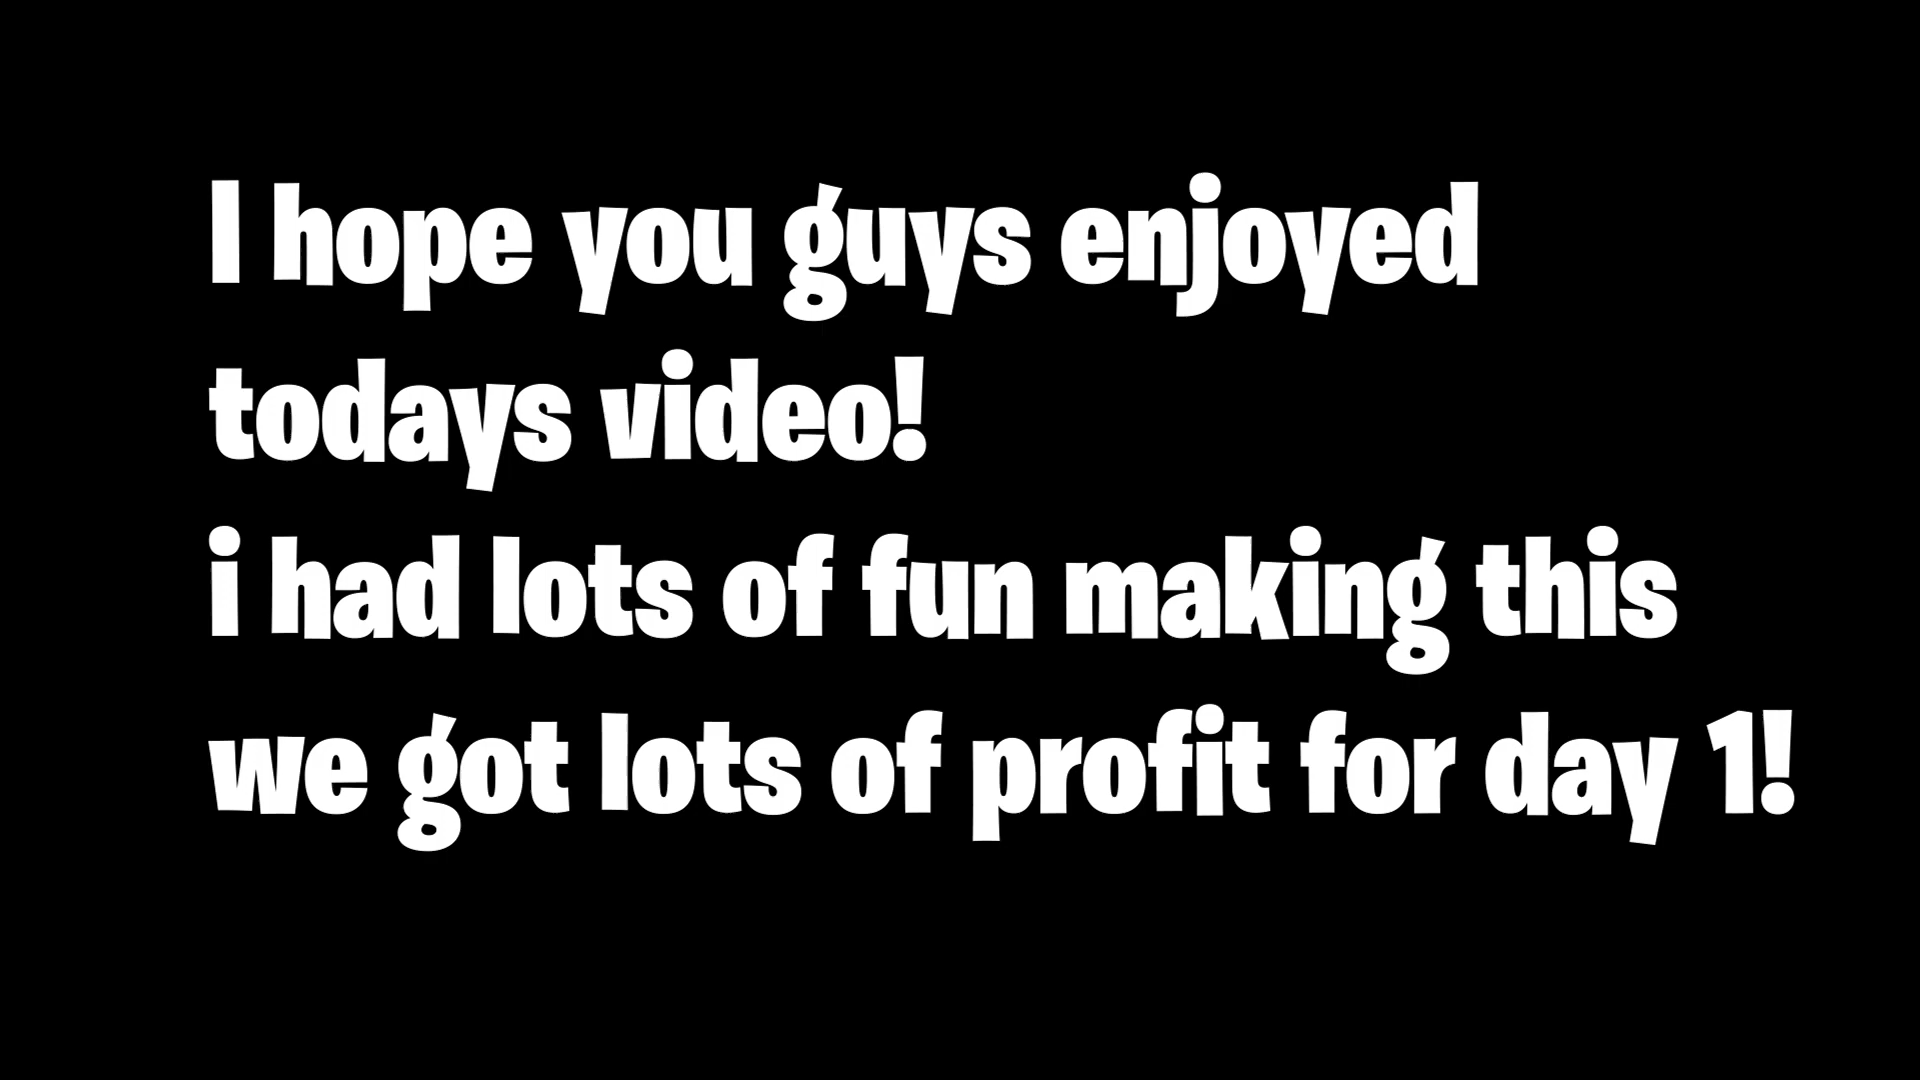 I hope you guys enjoyed
todays video!
i had lots of fun making this
we got lots of profit for day 1!